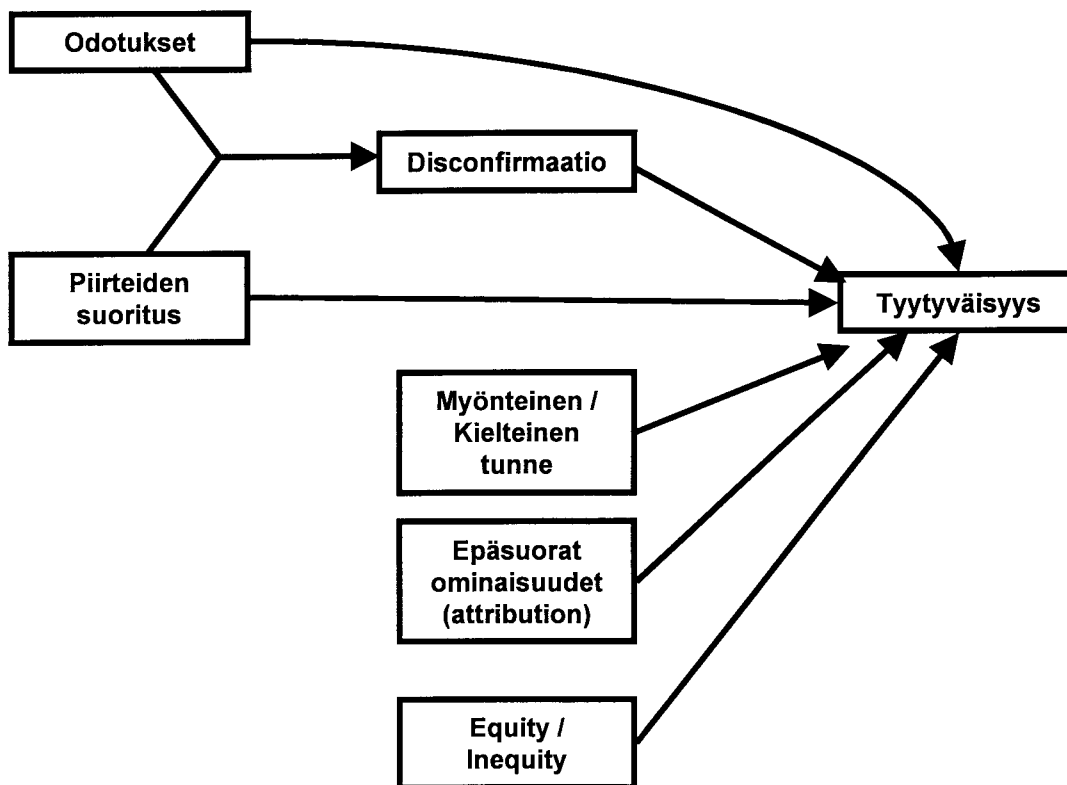 Odotukset
Disconfirmaatio
Piirteiden
suoritus
Tyytyväisyys
Myönteinen /
Kielteinen
tunne
Epäsuorat
ominaisuudet
(attribution)
Equity /
Inequity